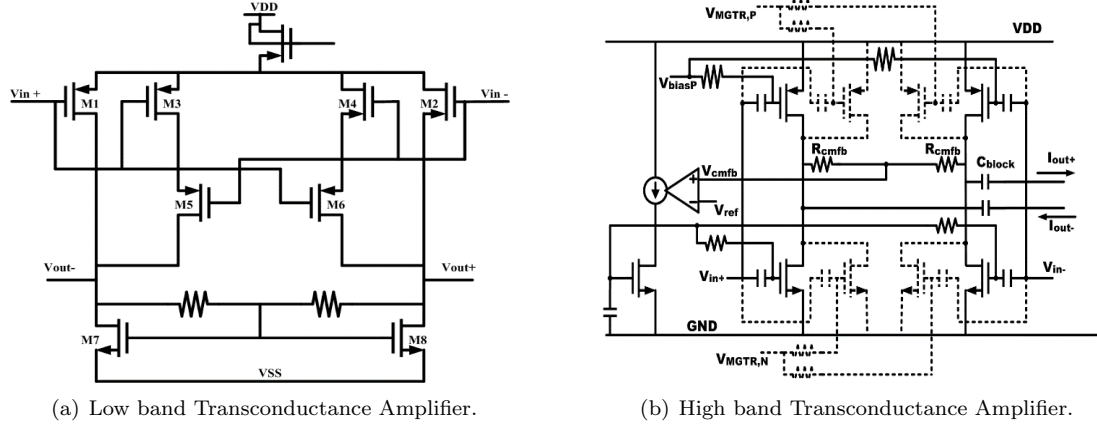 VDD
Vin +
M1
M3
M4
M2
Vin -
M5
M6
Vout-
Vout+
M7
M8
VSS
(a) Low band Transconductance Amplifier.
VMGTR,P
VDD
VbiasP
Rcmfb
Rcmfb
Cblock
Iout+
Vcmfb
Vref
Iout-
Vin+
Vin-
GND
VMGTR,N
(b) High band Transconductance Amplifier.